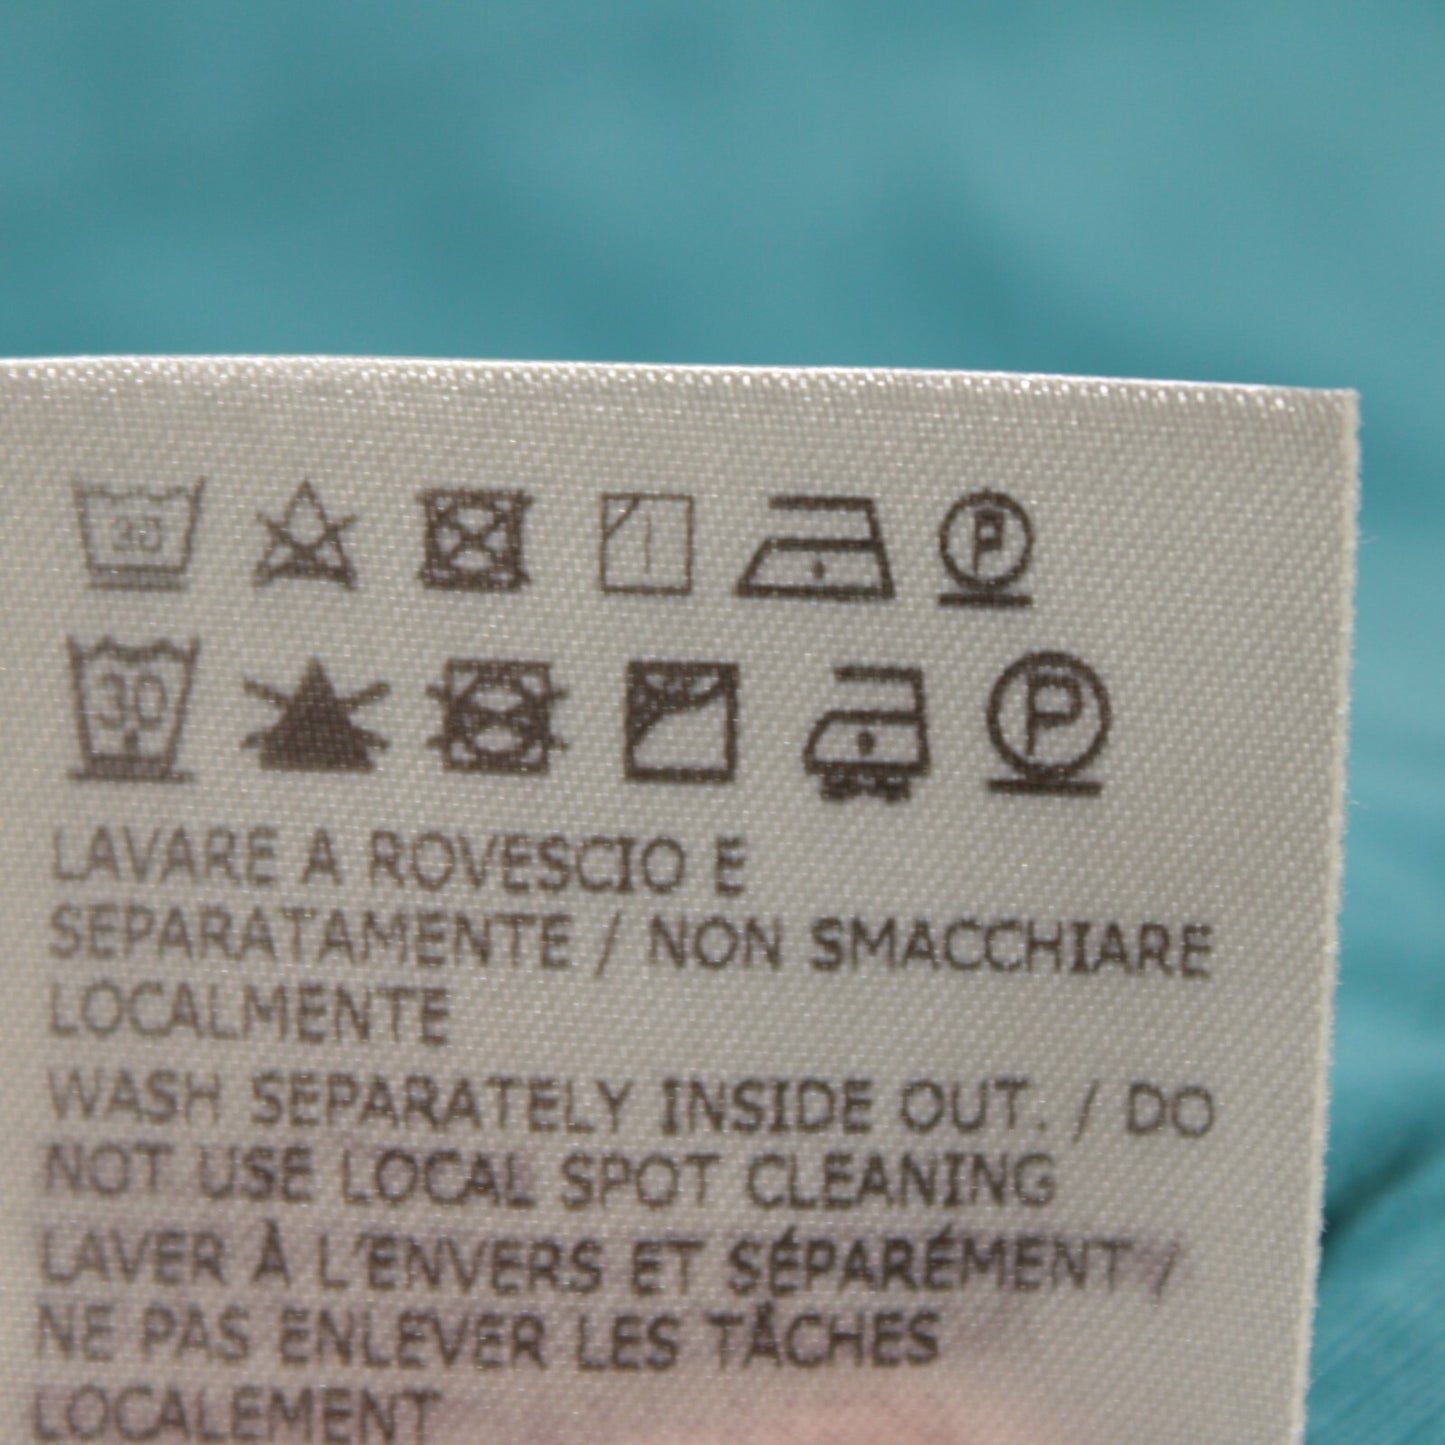 30
P
30
P
LAVARE A ROVESCIO E
SEPARATAMENTE / NON SMACCHIARE
LOCALMENTE
WASH SEPARATELY INSIDE OUT. / DO
NOT USE LOCAL SPOT CLEANING
LAVER À L'ENVERS ET SÉPARÉMENT /
NE PAS ENLEVER LES TÂCHES
LOCALEMENT